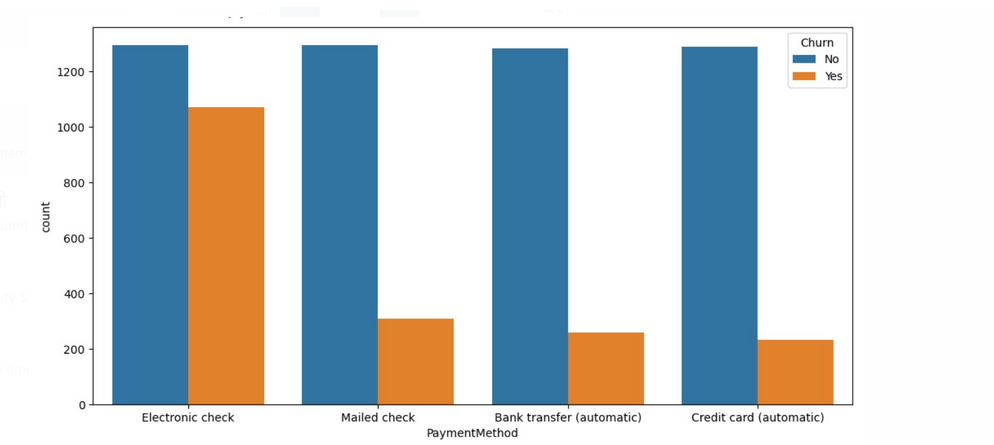 Churn
No
Yes
1200
1000
800
600
400
200
0
count
Electronic check
Mailed check
Bank transfer (automatic)
Credit card (automatic)
PaymentMethod